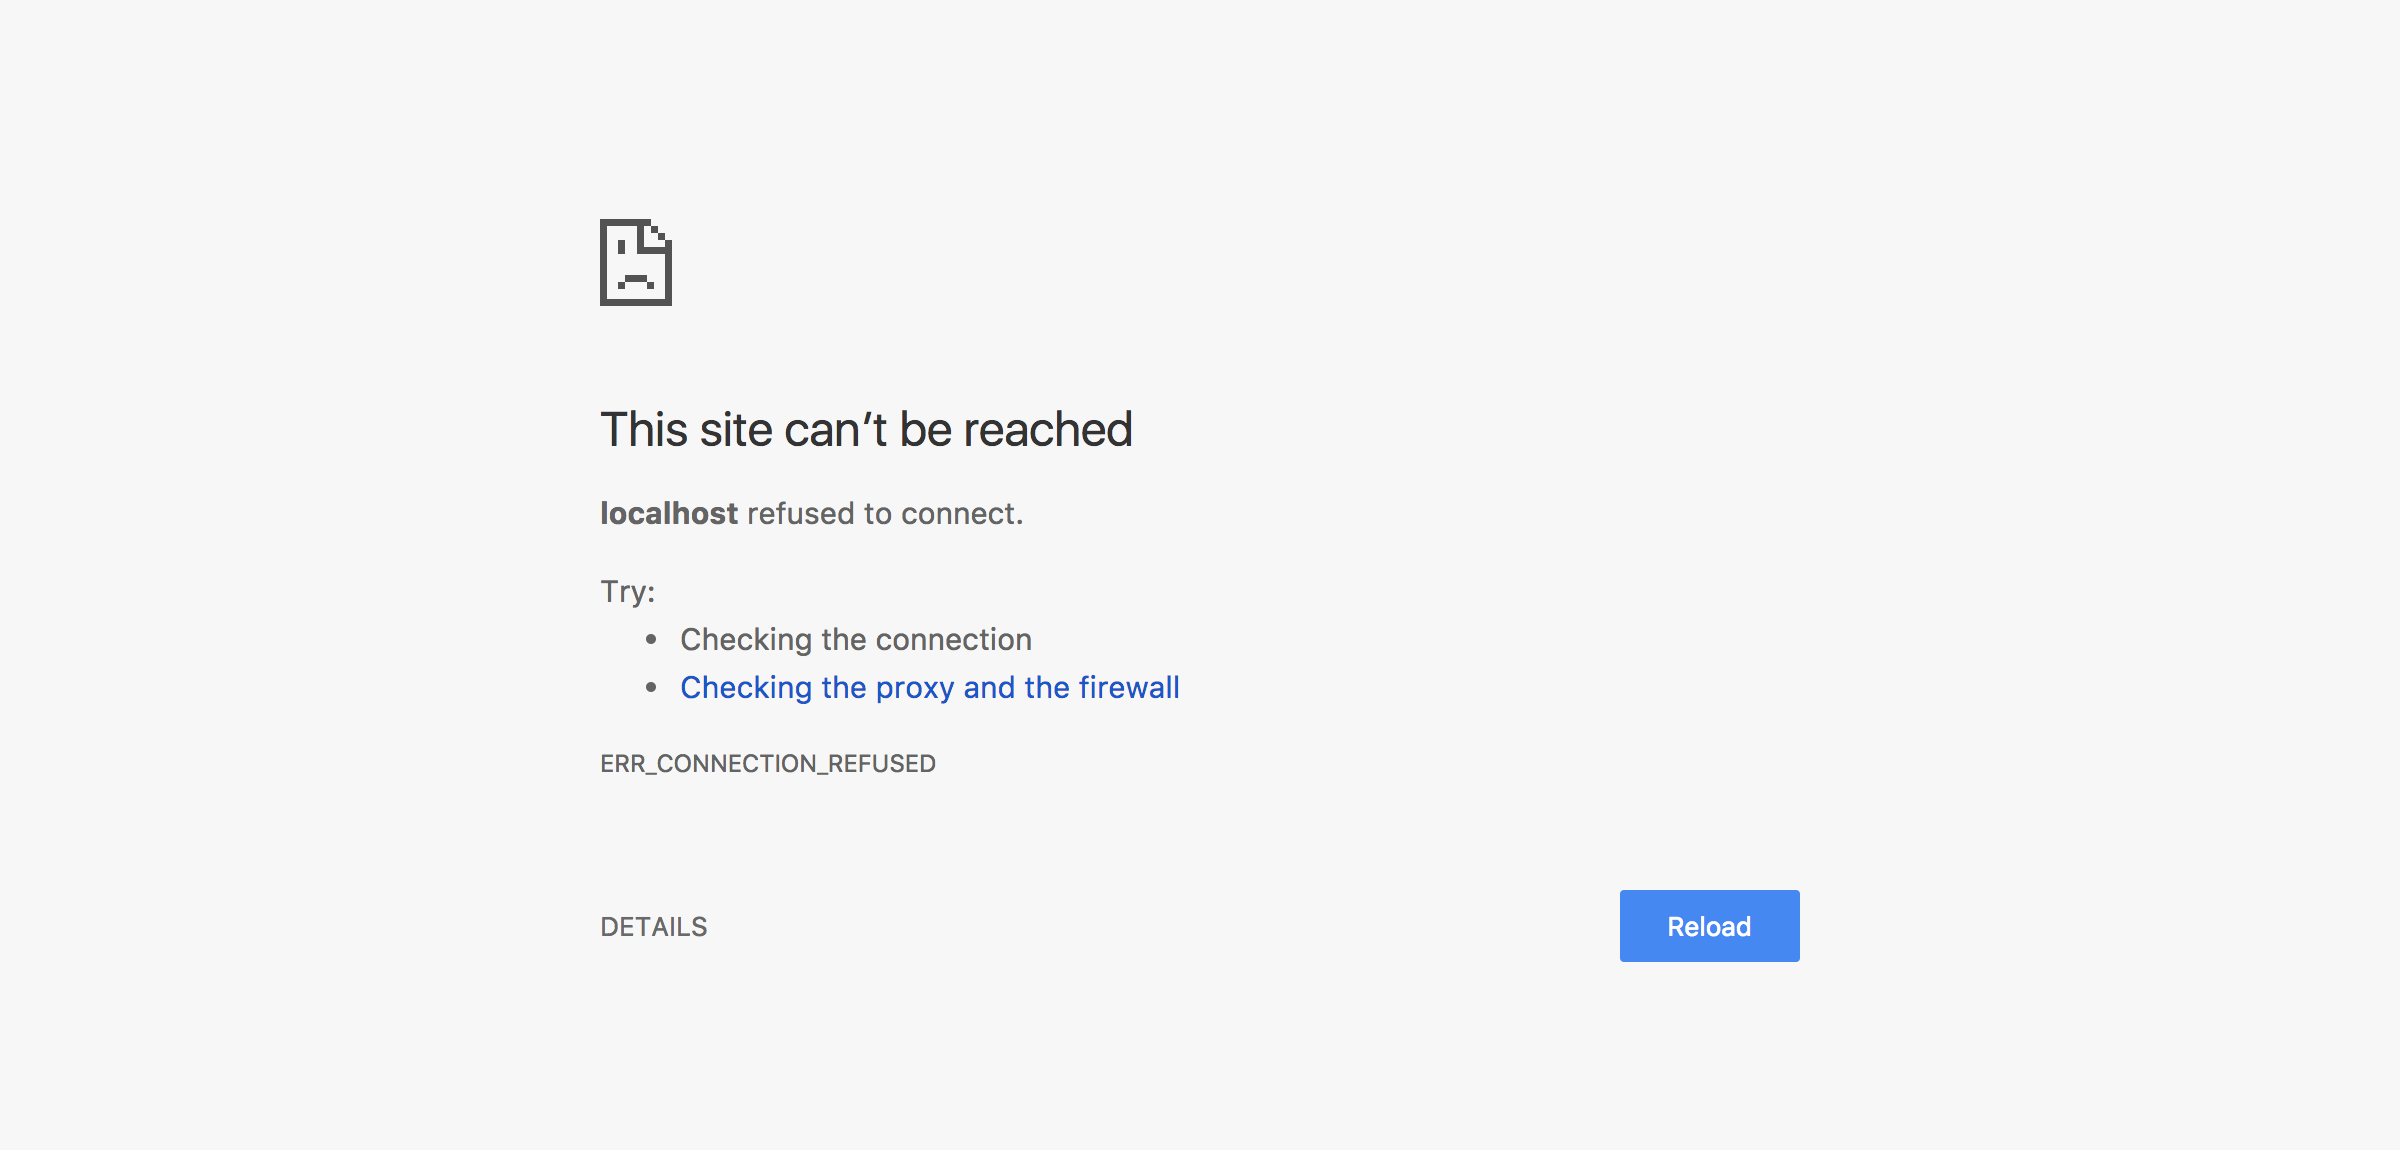 This site can’t be reached
localhost refused to connect.
Try:
• Checking the connection
• Checking the proxy and the firewall
ERR_CONNECTION_REFUSED
DETAILS
Reload